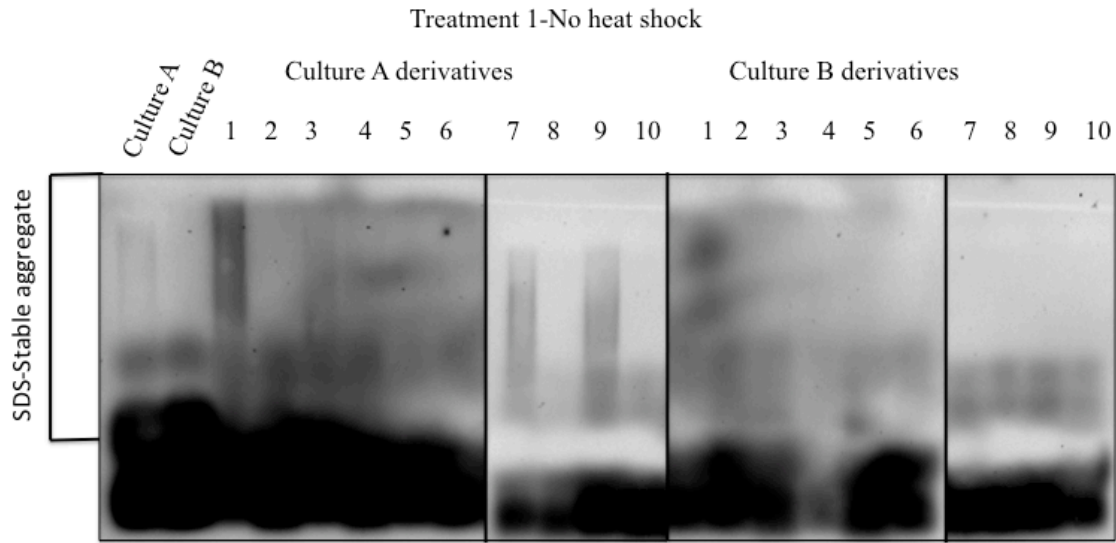 Treatment 1-No heat shock
Culture A
Culture B
Culture A derivatives
Culture B derivatives
1 2 3 4 5 6 7 8 9 10 1 2 3 4 5 6 7 8 9 10
SDS-Stable aggregate